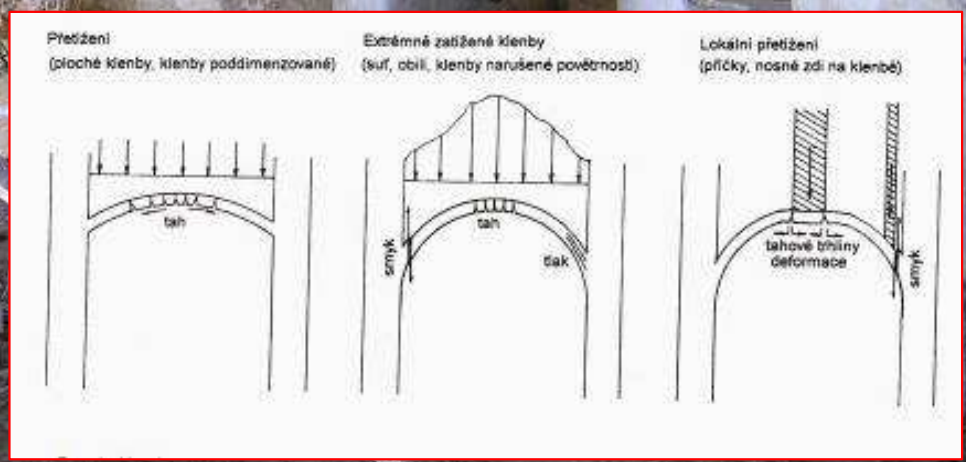 Přetížení
(ploché klenby, klenby poddimenzované)
Extrémně zatížené klenby
(suť, obilí, klenby narušené povětrností)
Lokální přetížení
(příčky, nosné zdi na klenbě)
tah
smyk
tah
tlak
tahové trhliny
deformace
smyk